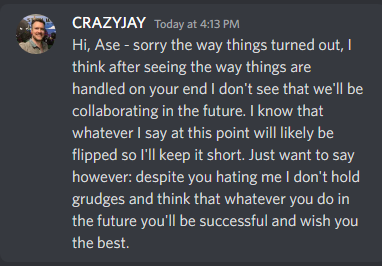 CRAZYJAY Today at 4:13 PM
Hi, Ase - sorry the way things turned out, I
think after seeing the way things are
handled on your end I don't see that we'll be
collaborating in the future. I know that
whatever I say at this point will likely be
flipped so I'll keep it short. Just want to say
however: despite you hating me I don't hold
grudges and think that whatever you do in
the future you'll be successful and wish you
the best.